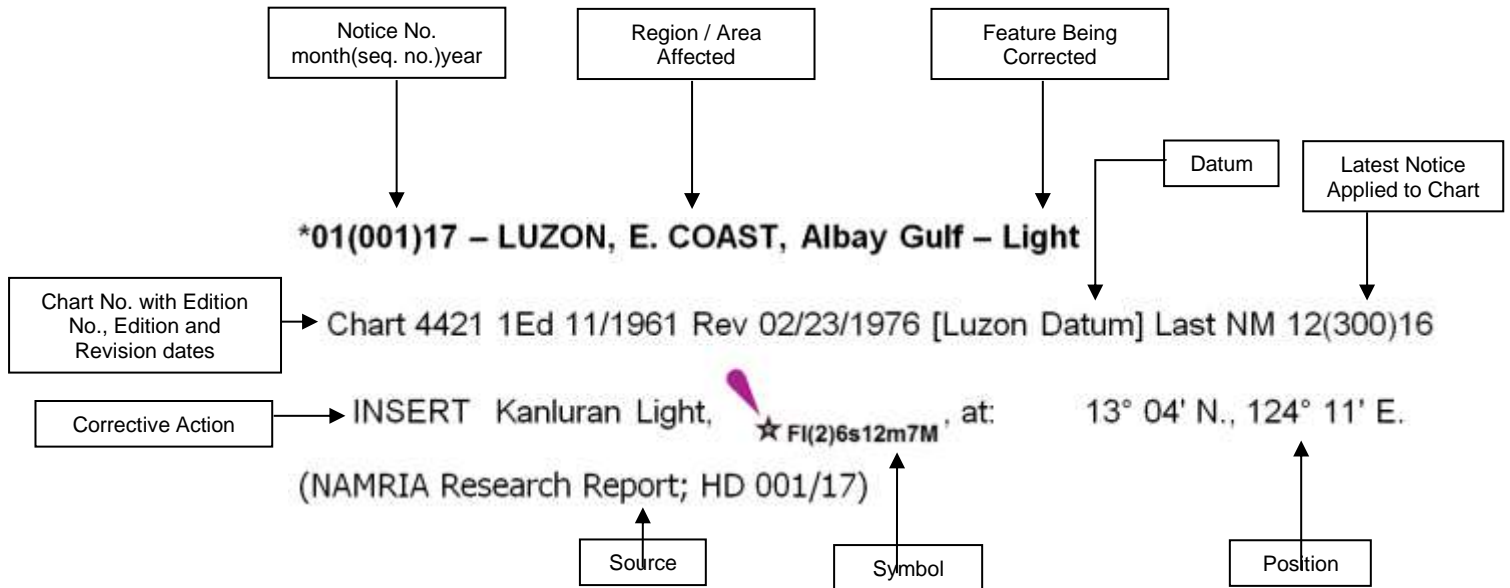 Notice No.
month(seq. no.)year
Region / Area
Affected
Feature Being
Corrected
Datum
Latest Notice
Applied to Chart
*01(001)17 – LUZON, E. COAST, Albay Gulf – Light
Chart No. with Edition
No., Edition and
Revision dates
Chart 4421 1Ed 11/1961 Rev 02/23/1976 [Luzon Datum] Last NM 12(300)16
Corrective Action
INSERT Kanluran Light, Fl(2)6s12m7M , at: 13° 04' N., 124° 11' E.
(NAMRIA Research Report; HD 001/17)
Source
Symbol
Position